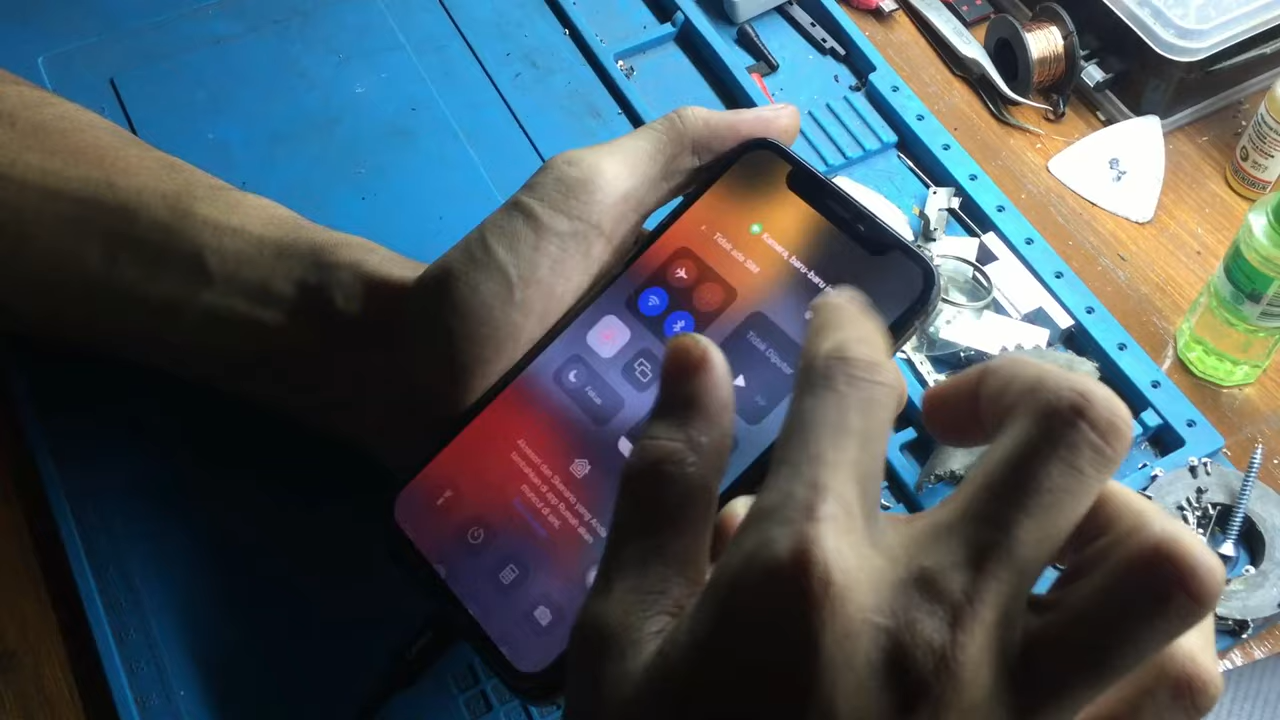 Kamera, baru-baru
Tidak ada SIM
Tidak Diputar
Fokus
Aksesori dan Skenario yang Anda
Tambahkan di app Rumah akan
muncul di sini.